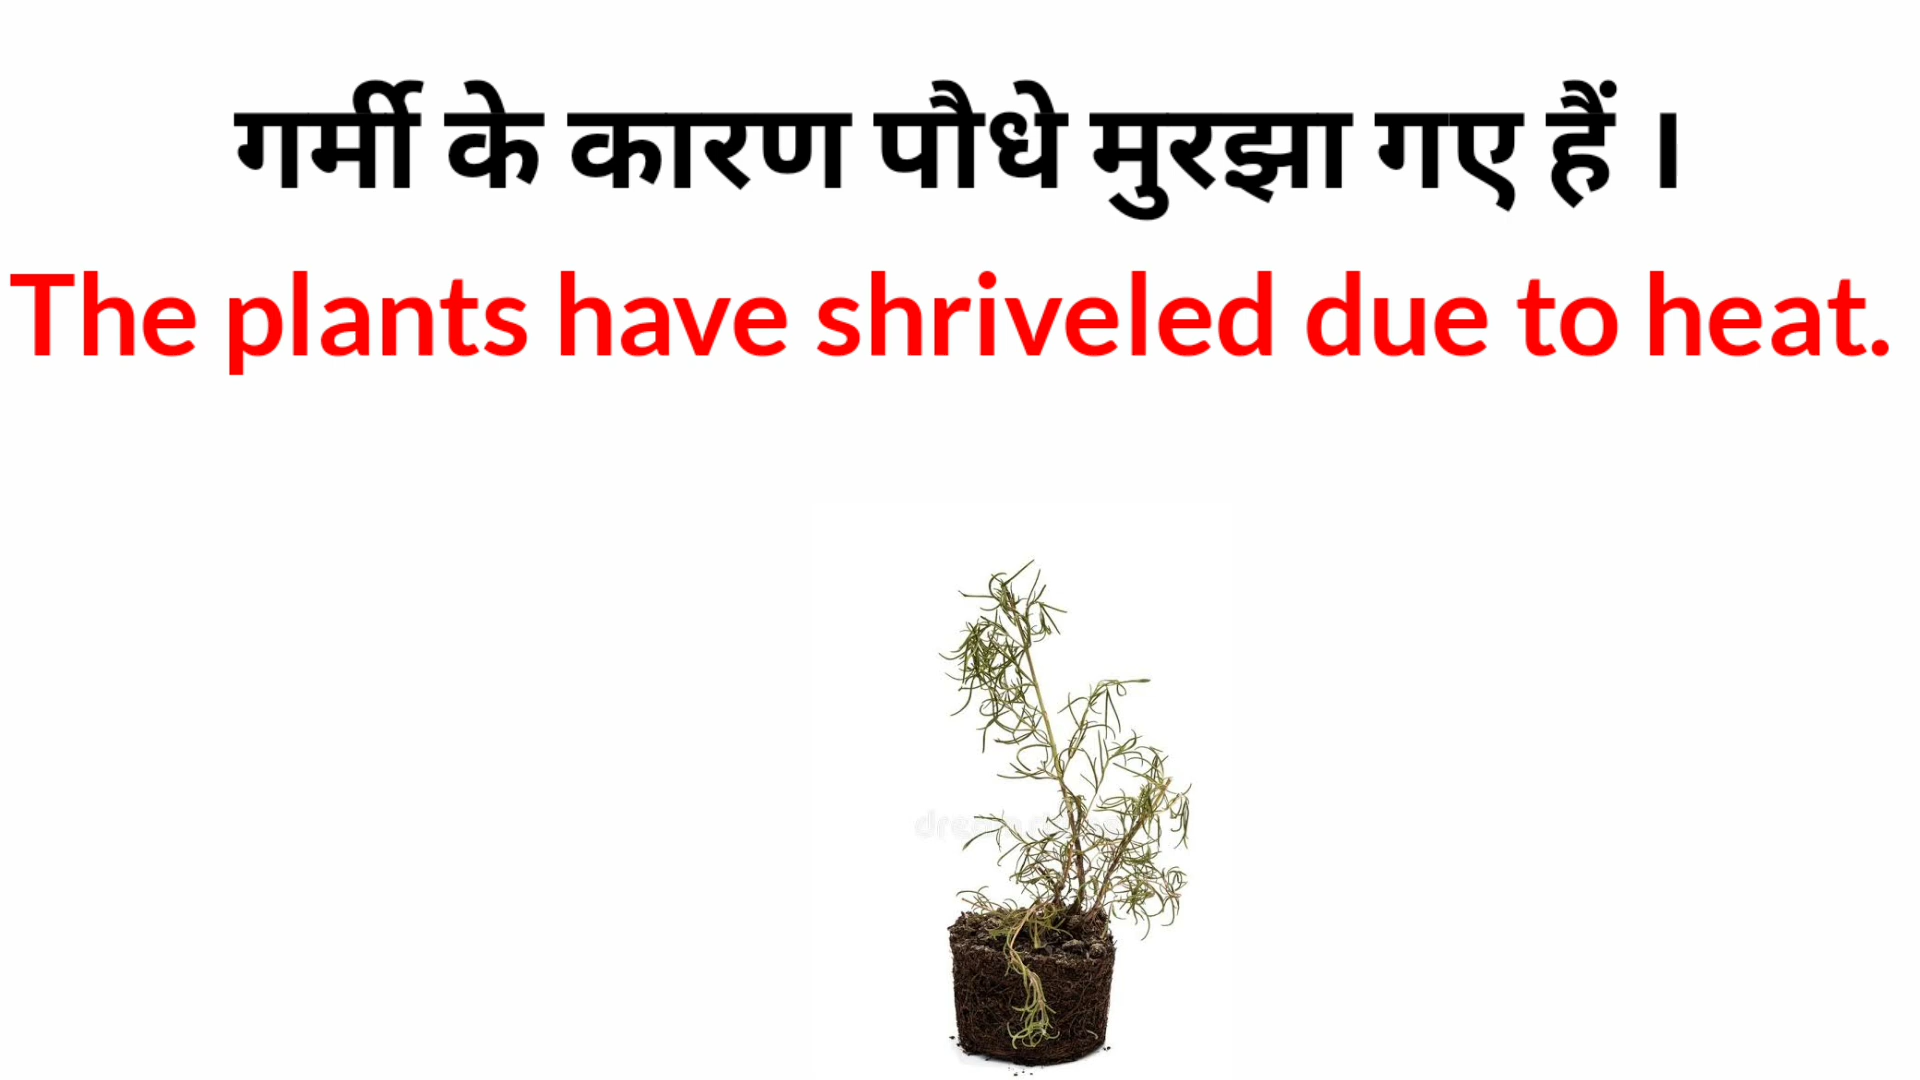 गर्मी के कारण पौधे मुरझा गए हैं ।
The plants have shriveled due to heat.